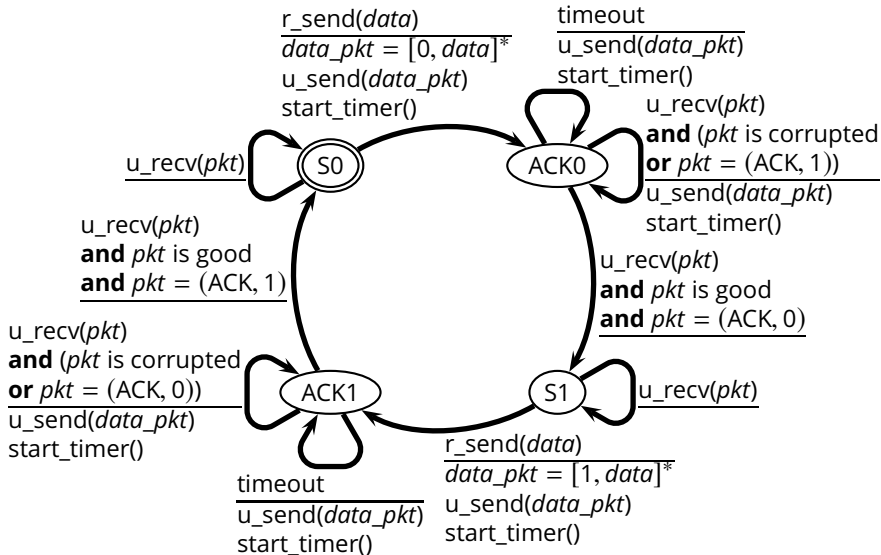 r_send(data)
data_pkt = [0, data]*
u_send(data_pkt)
start_timer()
timeout
u_send(data_pkt)
start_timer()
u_recv(pkt)
S0
ACK0
u_recv(pkt)
and (pkt is corrupted
or pkt = (ACK, 1))
u_send(data_pkt)
start_timer()
u_recv(pkt)
and pkt is good
and pkt = (ACK, 1)
u_recv(pkt)
and pkt is good
and pkt = (ACK, 0)
u_recv(pkt)
and (pkt is corrupted
or pkt = (ACK, 0))
u_send(data_pkt)
start_timer()
ACK1
S1
u_recv(pkt)
timeout
u_send(data_pkt)
start_timer()
r_send(data)
data_pkt = [1, data]*
u_send(data_pkt)
start_timer()